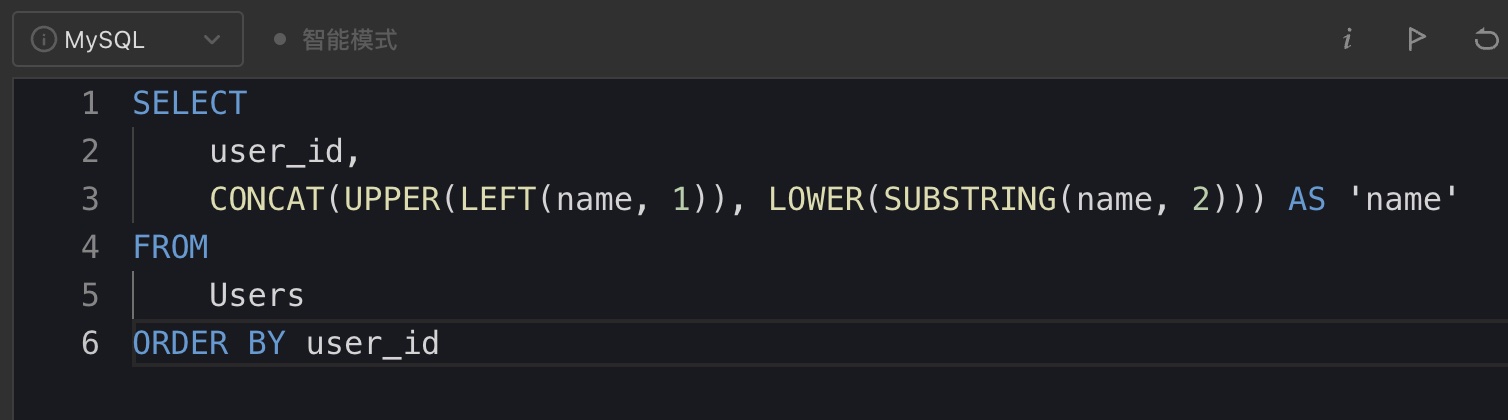 MySQL 智能模式
1 SELECT
2     user_id,
3     CONCAT(UPPER(LEFT(name, 1)), LOWER(SUBSTRING(name, 2))) AS 'name'
4 FROM
5     Users
6 ORDER BY user_id